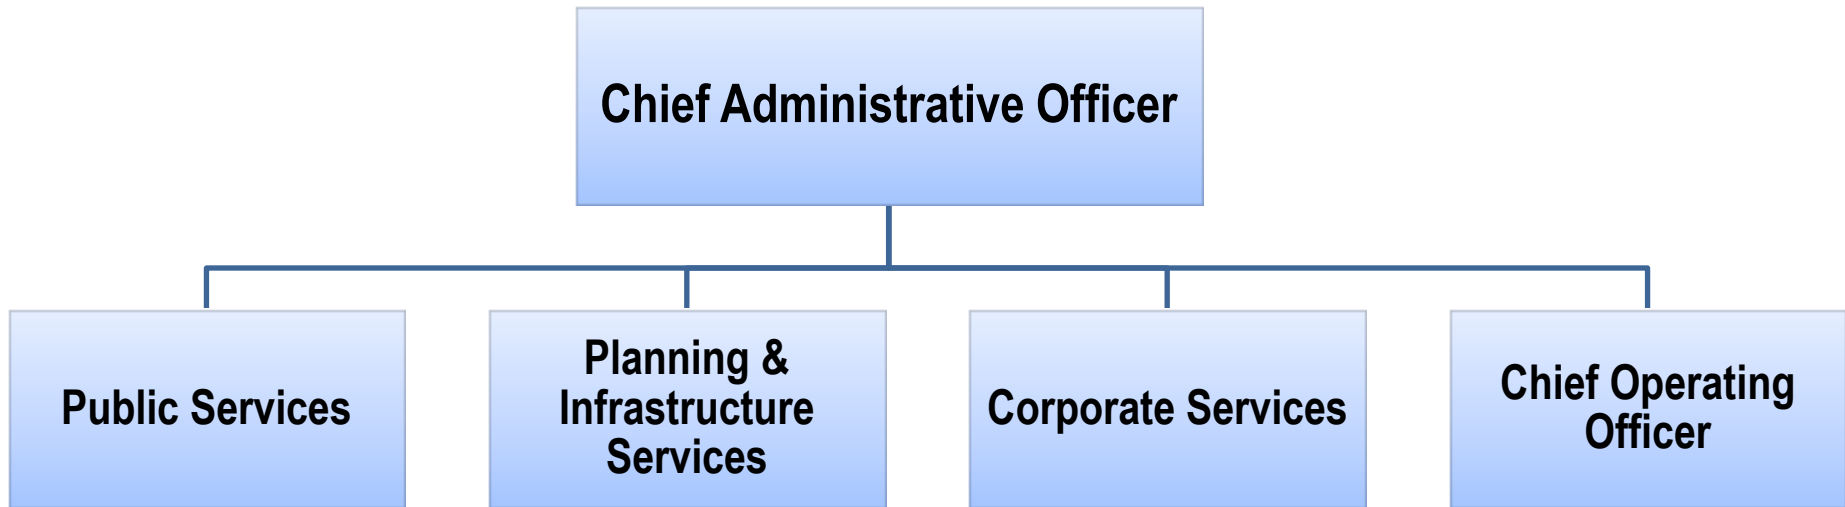 Chief Administrative Officer
Public Services
Planning &
Infrastructure
Services
Corporate Services
Chief Operating
Officer